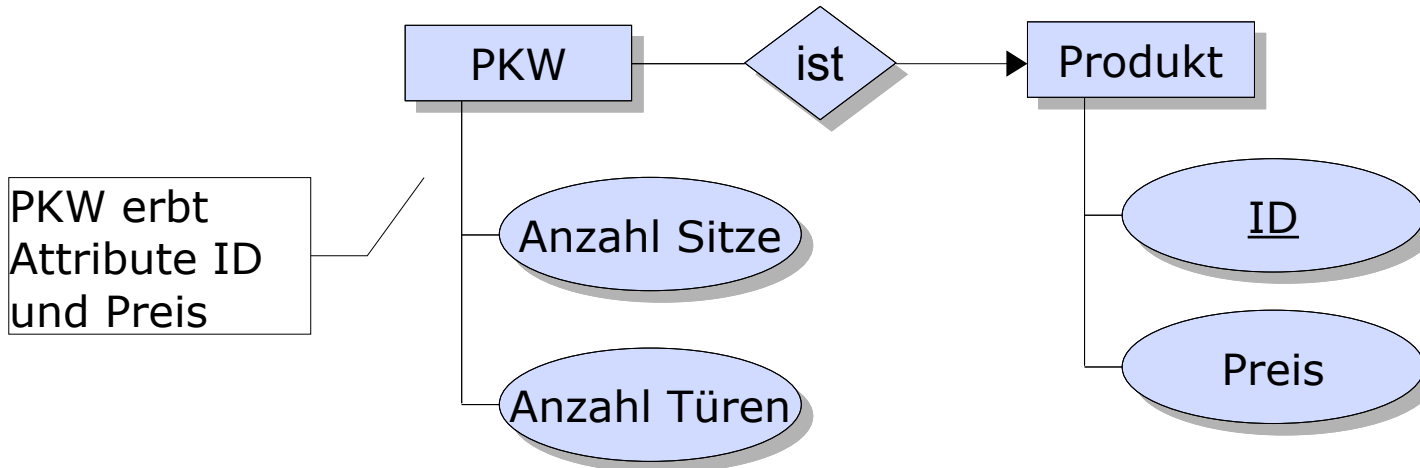 PKW
ist
Produkt
PKW erbt
Attribute ID
und Preis
Anzahl Sitze
ID
Anzahl Türen
Preis